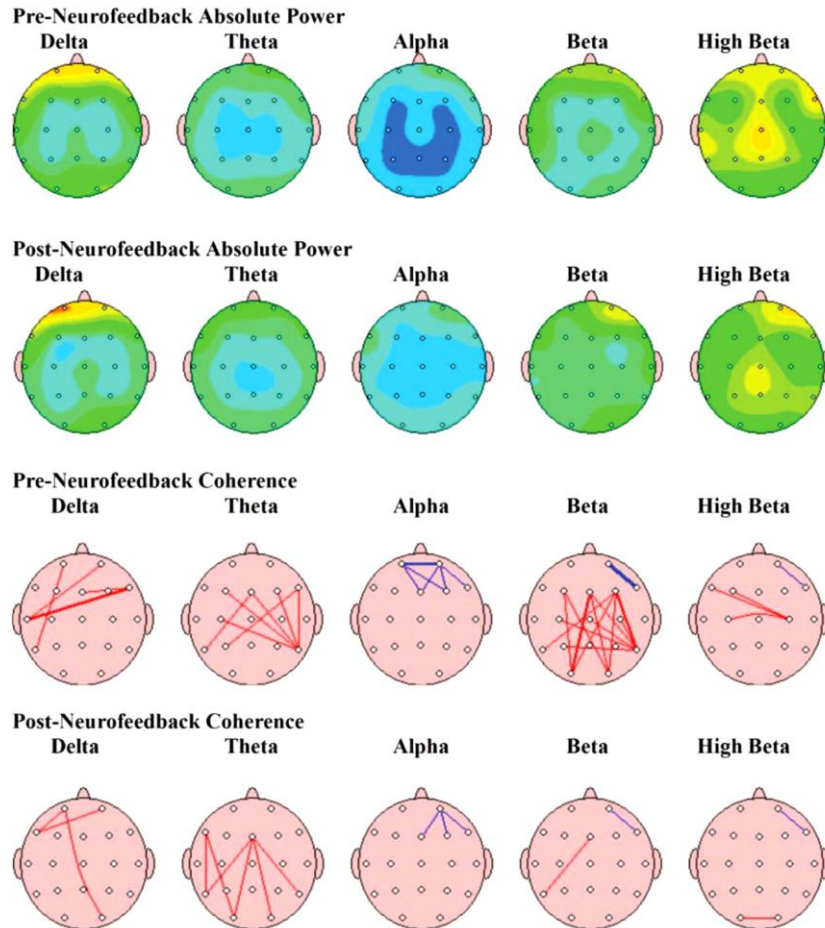 Pre-Neurofeedback Absolute Power
Delta Theta Alpha Beta High Beta
Post-Neurofeedback Absolute Power
Delta Theta Alpha Beta High Beta
Pre-Neurofeedback Coherence
Delta Theta Alpha Beta High Beta
Post-Neurofeedback Coherence
Delta Theta Alpha Beta High Beta